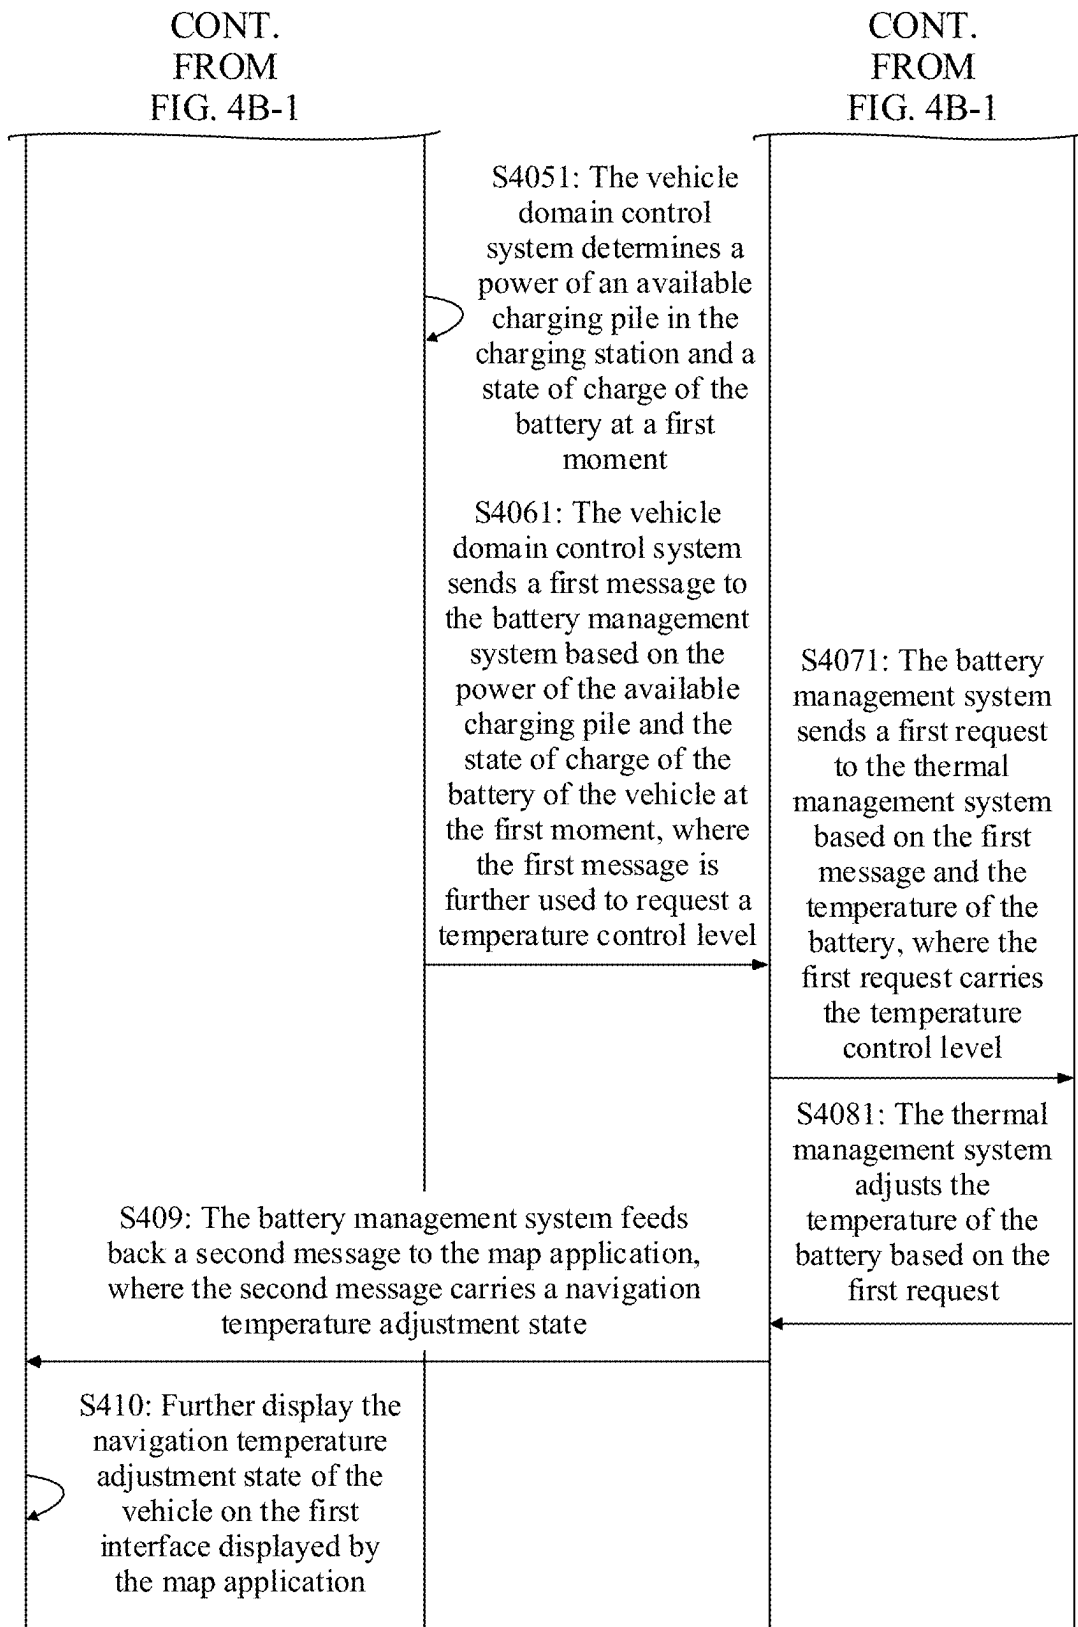 CONT.
FROM
FIG. 4B-1
CONT.
FROM
FIG. 4B-1
S4051: The vehicle
domain control
system determines a
power of an available
charging pile in the
charging station and a
state of charge of the
battery at a first
moment
S4061: The vehicle
domain control system
sends a first message to
the battery management
system based on the
power of the available
charging pile and the
state of charge of the
battery of the vehicle at
the first moment, where
the first message is
further used to request a
temperature control level
S4071: The battery
management system
sends a first request
to the thermal
management system
based on the first
message and the
temperature of the
battery, where the
first request carries
the temperature
control level
S4081: The thermal
management system
adjusts the
temperature of the
battery based on the
first request
S409: The battery management system feeds
back a second message to the map application,
where the second message carries a navigation
temperature adjustment state
S410: Further display the
navigation temperature
adjustment state of the
vehicle on the first
interface displayed by
the map application